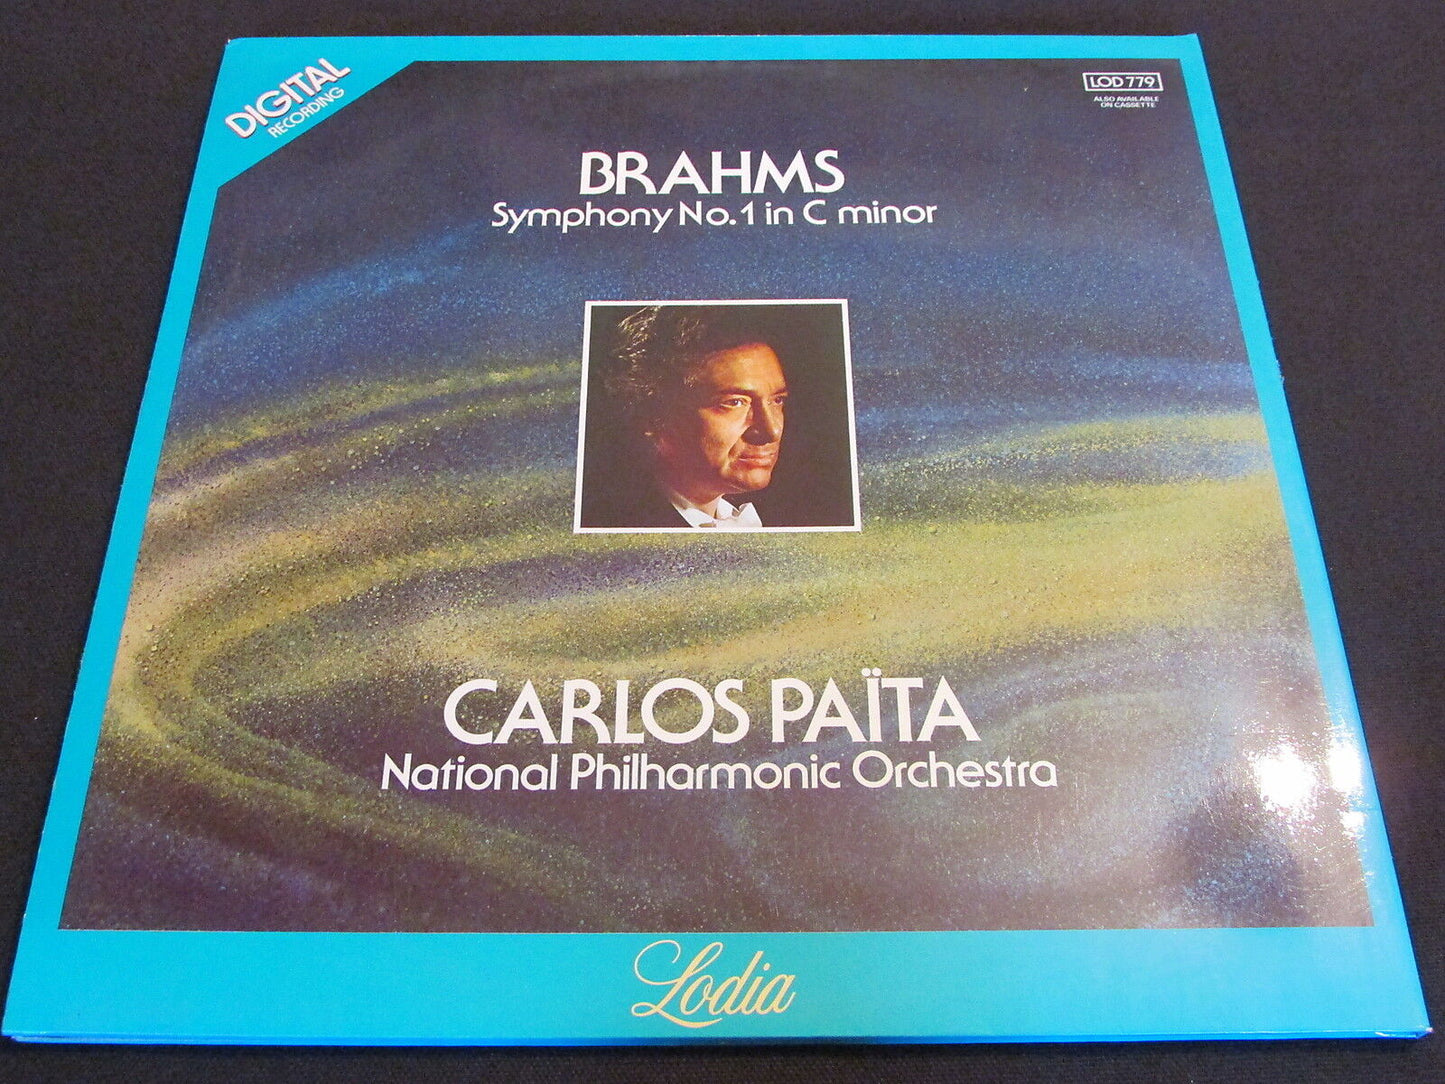 DIGITAL
RECORDING
LOD 779
ALSO AVAILABLE
ON CASSETTE
BRAHMS
Symphony No.1 in C minor
CARLOS PAÏTA
National Philharmonic Orchestra
Lodia